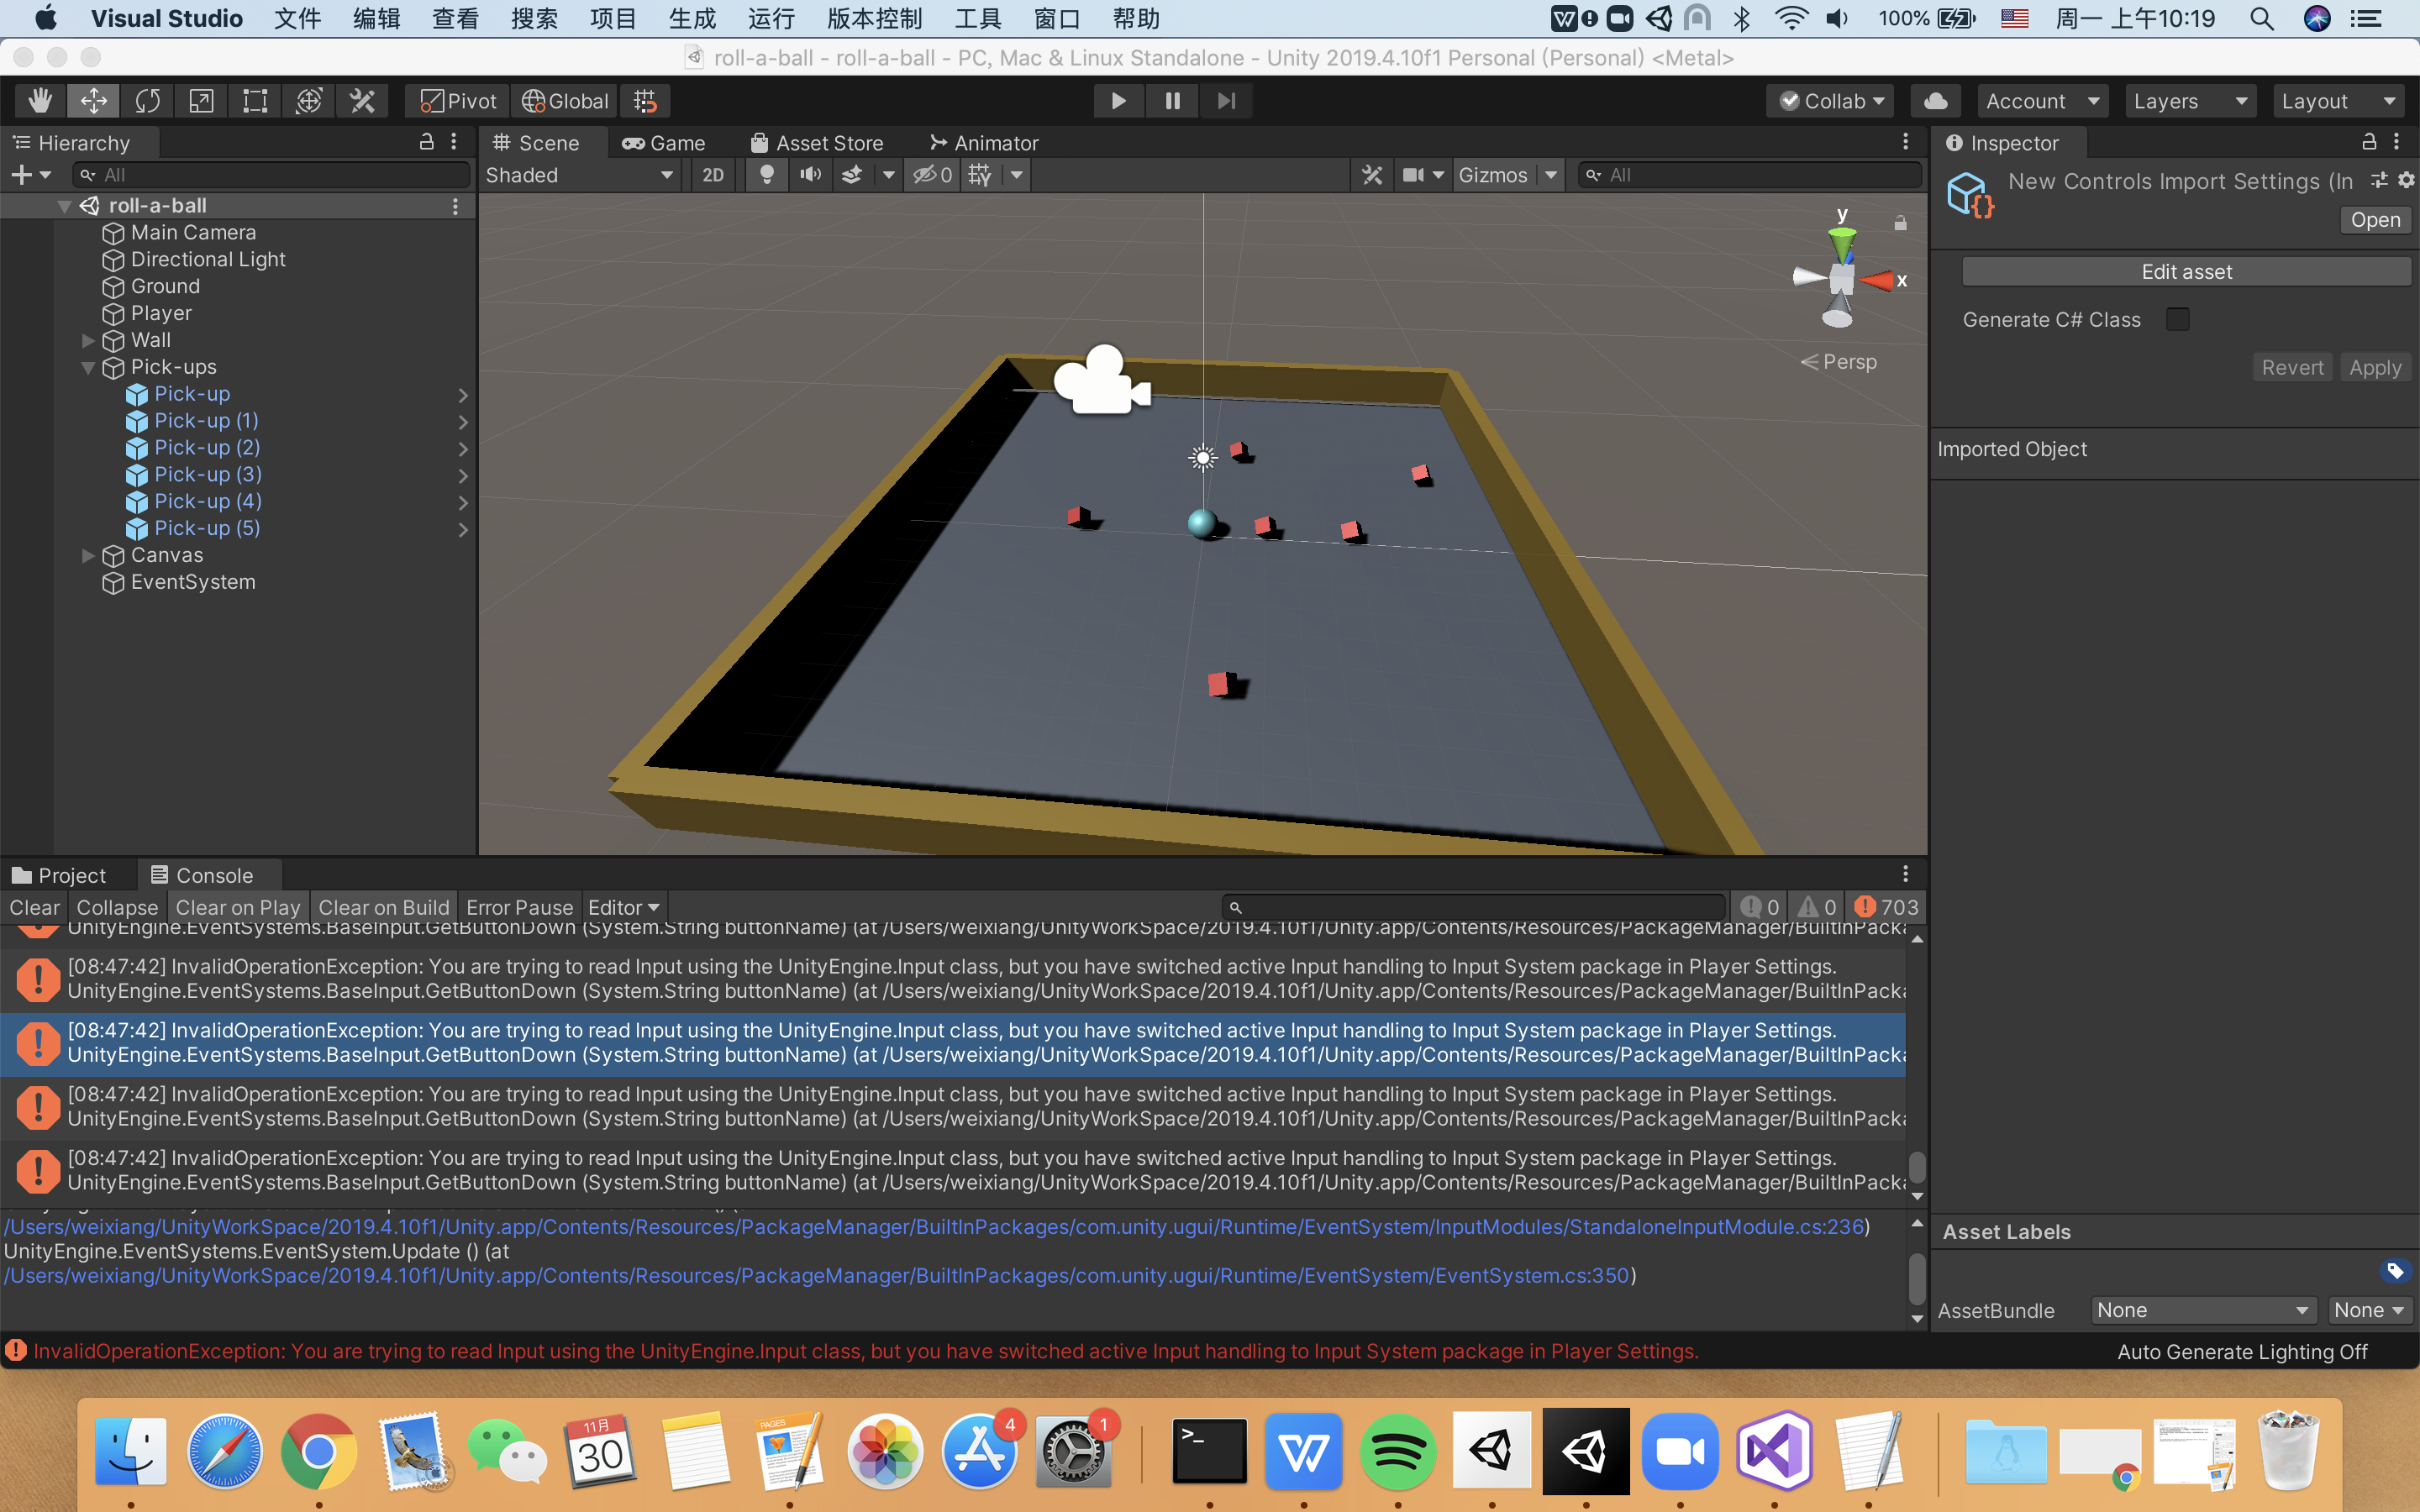 Visual Studio 文件 编辑 查看 搜索 项目 生成 运行 版本控制 工具 窗口 帮助 100% 周一 上午10:19
roll-a-ball - roll-a-ball - PC, Mac & Linux Standalone - Unity 2019.4.10f1 Personal (Personal) <Metal>
Pivot Global Collab Account Layers Layout
Hierarchy Scene Game Asset Store Animator Inspector
All Shaded 2D 0 Gizmos All
New Controls Import Settings (In
Open
roll-a-ball
Main Camera
Directional Light
Ground
Player
Wall
Pick-ups
Pick-up
Pick-up (1)
Pick-up (2)
Pick-up (3)
Pick-up (4)
Pick-up (5)
Canvas
EventSystem
y
x
Persp
Edit asset
Generate C# Class
Revert Apply
Imported Object
Project Console
Clear Collapse Clear on Play Clear on Build Error Pause Editor 0 0 703
UnityEngine.EventSystems.BaseInput.GetButtonDown (System.String buttonName) (at /Users/weixiang/UnityWorkSpace/2019.4.10f1/Unity.app/Contents/Resources/PackageManager/BuiltInPacka
[08:47:42] InvalidOperationException: You are trying to read Input using the UnityEngine.Input class, but you have switched active Input handling to Input System package in Player Settings.
UnityEngine.EventSystems.BaseInput.GetButtonDown (System.String buttonName) (at /Users/weixiang/UnityWorkSpace/2019.4.10f1/Unity.app/Contents/Resources/PackageManager/BuiltInPacka
[08:47:42] InvalidOperationException: You are trying to read Input using the UnityEngine.Input class, but you have switched active Input handling to Input System package in Player Settings.
UnityEngine.EventSystems.BaseInput.GetButtonDown (System.String buttonName) (at /Users/weixiang/UnityWorkSpace/2019.4.10f1/Unity.app/Contents/Resources/PackageManager/BuiltInPacka
[08:47:42] InvalidOperationException: You are trying to read Input using the UnityEngine.Input class, but you have switched active Input handling to Input System package in Player Settings.
UnityEngine.EventSystems.BaseInput.GetButtonDown (System.String buttonName) (at /Users/weixiang/UnityWorkSpace/2019.4.10f1/Unity.app/Contents/Resources/PackageManager/BuiltInPacka
[08:47:42] InvalidOperationException: You are trying to read Input using the UnityEngine.Input class, but you have switched active Input handling to Input System package in Player Settings.
UnityEngine.EventSystems.BaseInput.GetButtonDown (System.String buttonName) (at /Users/weixiang/UnityWorkSpace/2019.4.10f1/Unity.app/Contents/Resources/PackageManager/BuiltInPacka
/Users/weixiang/UnityWorkSpace/2019.4.10f1/Unity.app/Contents/Resources/PackageManager/BuiltInPackages/com.unity.ugui/Runtime/EventSystem/InputModules/StandaloneInputModule.cs:236)
UnityEngine.EventSystems.EventSystem.Update () (at
/Users/weixiang/UnityWorkSpace/2019.4.10f1/Unity.app/Contents/Resources/PackageManager/BuiltInPackages/com.unity.ugui/Runtime/EventSystem/EventSystem.cs:350)
Asset Labels
AssetBundle None None
InvalidOperationException: You are trying to read Input using the UnityEngine.Input class, but you have switched active Input handling to Input System package in Player Settings.
Auto Generate Lighting Off
11月
30
PAGES
4
1
>_